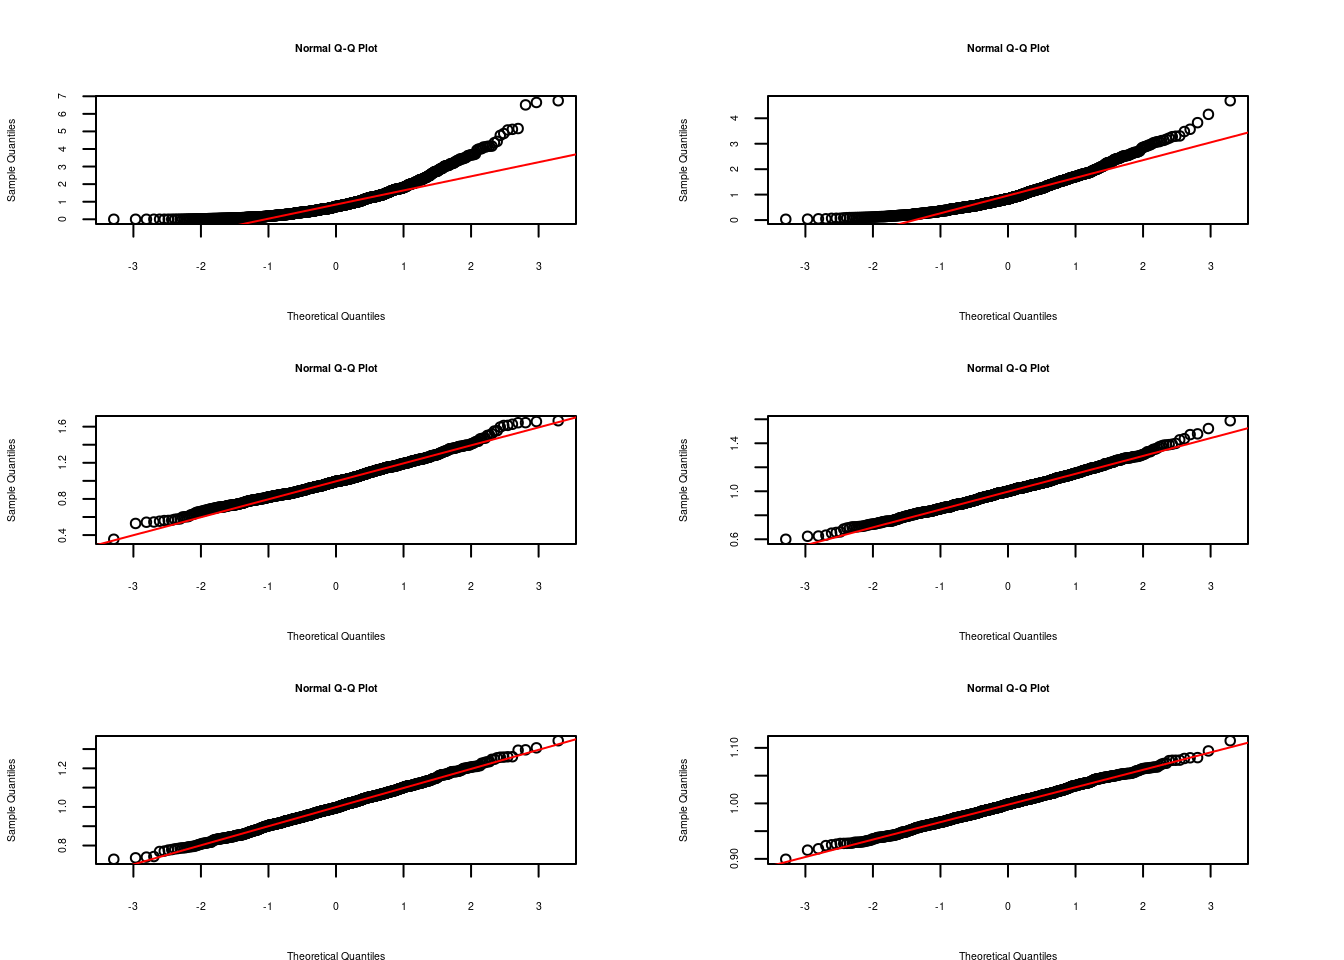 Normal Q-Q Plot
Sample Quantiles
7
6
5
4
3
2
1
0
-3 -2 -1 0 1 2 3
Theoretical Quantiles
Normal Q-Q Plot
Sample Quantiles
4
3
2
1
0
-3 -2 -1 0 1 2 3
Theoretical Quantiles
Normal Q-Q Plot
Sample Quantiles
1.6
1.2
0.8
0.4
-3 -2 -1 0 1 2 3
Theoretical Quantiles
Normal Q-Q Plot
Sample Quantiles
1.4
1.0
0.6
-3 -2 -1 0 1 2 3
Theoretical Quantiles
Normal Q-Q Plot
Sample Quantiles
1.2
1.0
0.8
-3 -2 -1 0 1 2 3
Theoretical Quantiles
Normal Q-Q Plot
Sample Quantiles
1.10
1.00
0.90
-3 -2 -1 0 1 2 3
Theoretical Quantiles